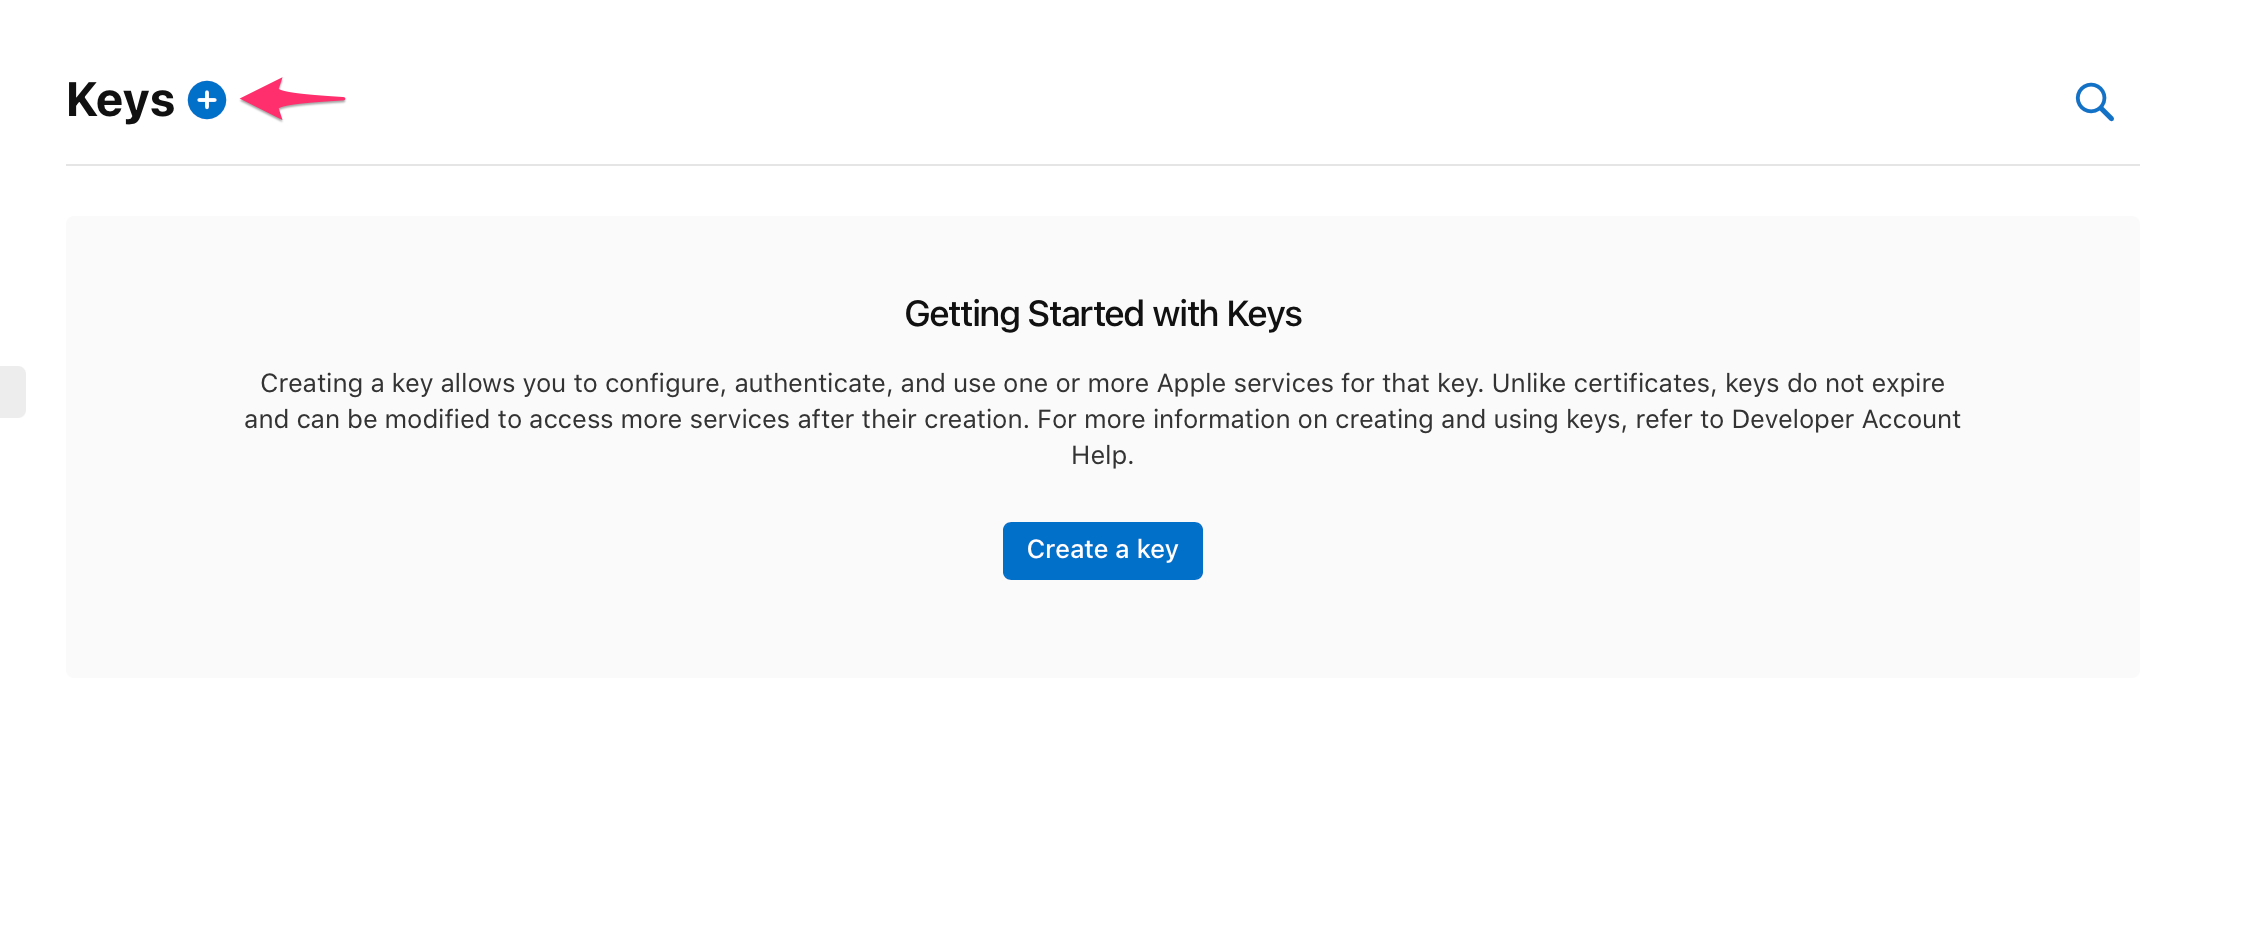 Keys
Getting Started with Keys
Creating a key allows you to configure, authenticate, and use one or more Apple services for that key. Unlike certificates, keys do not expire
and can be modified to access more services after their creation. For more information on creating and using keys, refer to Developer Account
Help.
Create a key